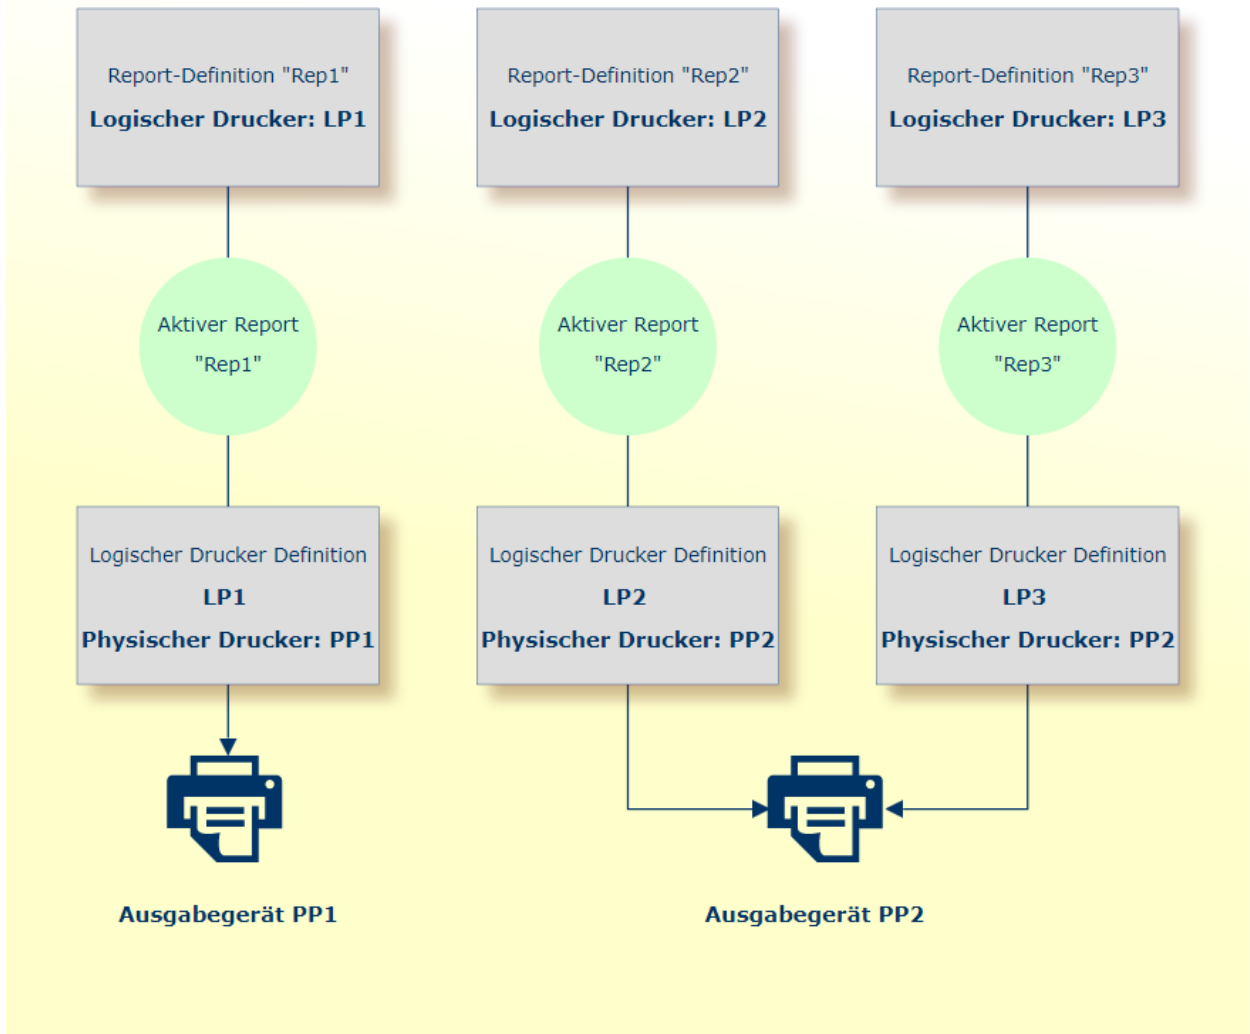 Report-Definition "Rep1"
Logischer Drucker: LP1
Report-Definition "Rep2"
Logischer Drucker: LP2
Report-Definition "Rep3"
Logischer Drucker: LP3
Aktiver Report
"Rep1"
Aktiver Report
"Rep2"
Aktiver Report
"Rep3"
Logischer Drucker Definition
LP1
Physischer Drucker: PP1
Logischer Drucker Definition
LP2
Physischer Drucker: PP2
Logischer Drucker Definition
LP3
Physischer Drucker: PP2
Ausgabegerät PP1
Ausgabegerät PP2